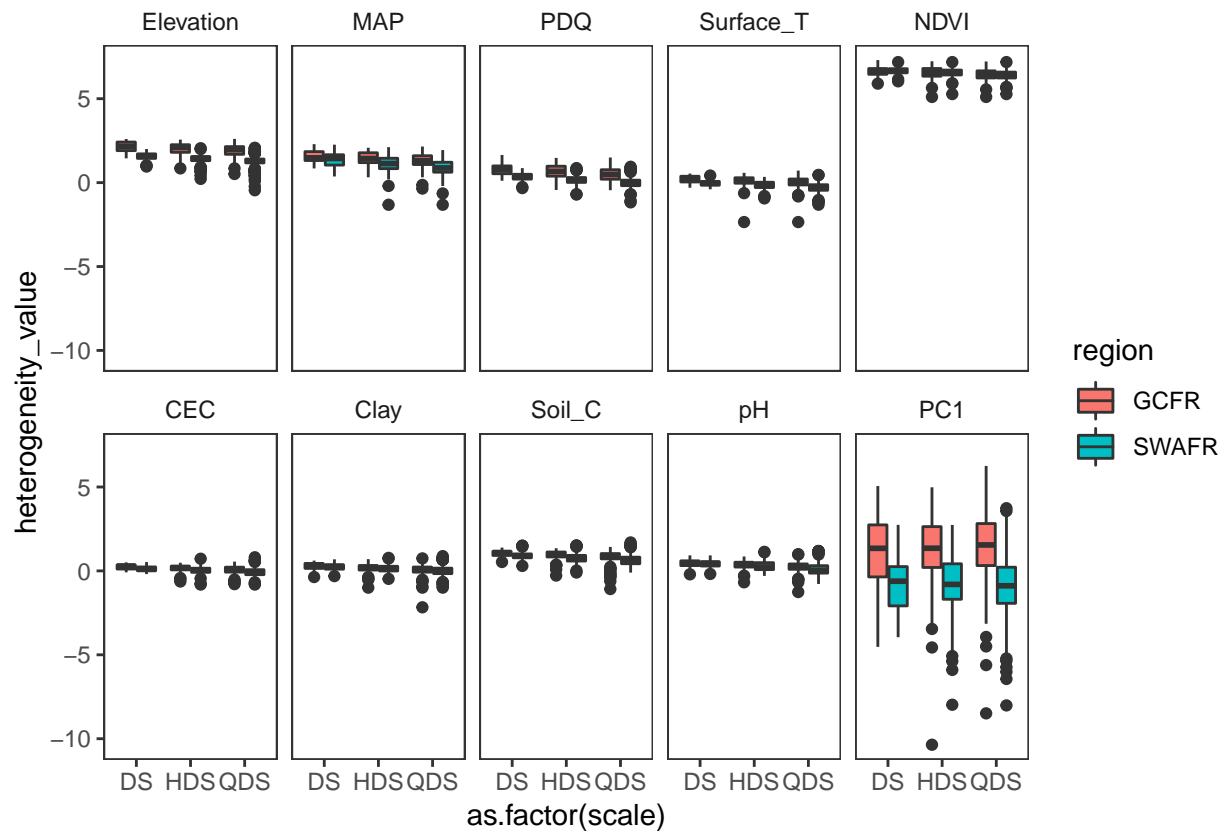 Elevation MAP PDQ Surface_T NDVI
5
0
−5
−10
CEC Clay Soil_C pH PC1
5
0
−5
−10
DS HDS QDS DS HDS QDS DS HDS QDS DS HDS QDS DS HDS QDS
as.factor(scale)
heterogeneity_value
region
GCFR
SWAFR